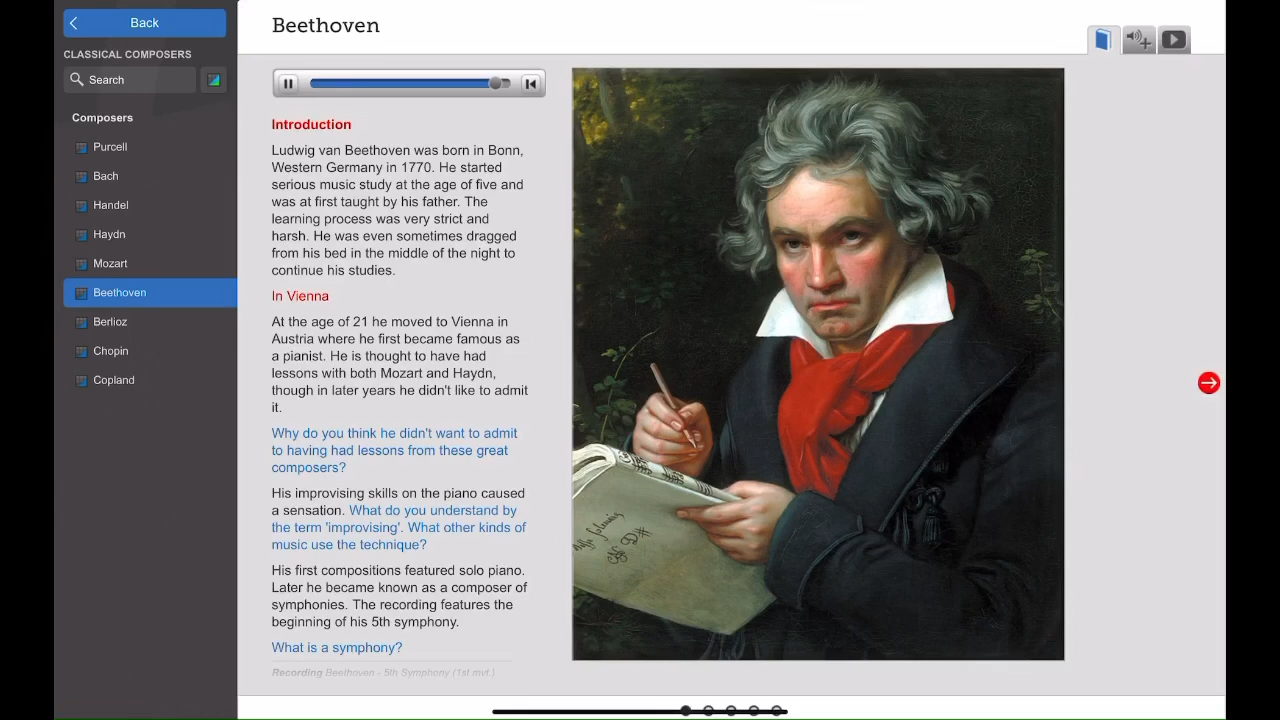 Back
CLASSICAL COMPOSERS
Search
Composers
Purcell
Bach
Handel
Haydn
Mozart
Beethoven
Berlioz
Chopin
Copland
Beethoven
Introduction
Ludwig van Beethoven was born in Bonn,
Western Germany in 1770. He started
serious music study at the age of five and
was at first taught by his father. The
learning process was very strict and
harsh. He was even sometimes dragged
from his bed in the middle of the night to
continue his studies.
In Vienna
At the age of 21 he moved to Vienna in
Austria where he first became famous as
a pianist. He is thought to have had
lessons with both Mozart and Haydn,
though in later years he didn't like to admit
it.
Why do you think he didn't want to admit
to having had lessons from these great
composers?
His improvising skills on the piano caused
a sensation. What do you understand by
the term 'improvising'. What other kinds of
music use the technique?
His first compositions featured solo piano.
Later he became known as a composer of
symphonies. The recording features the
beginning of his 5th symphony.
What is a symphony?
Recording Beethoven - 5th Symphony (1st mvt.)